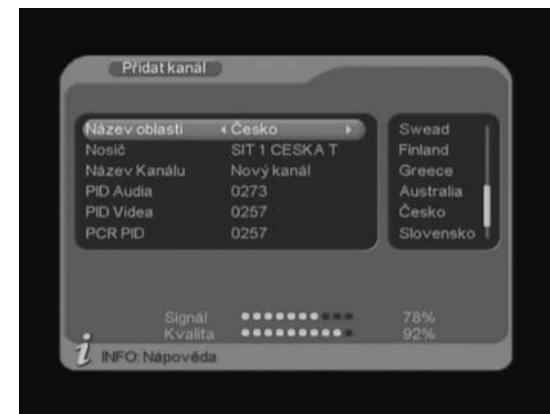 Přidat kanál
Název oblasti Česko
Nosič SIT 1 CESKA T
Název Kanálu Nový kanál
PID Audia 0273
PID Videa 0257
PCR PID 0257
Swead
Finland
Greece
Australia
Česko
Slovensko
Signál 78%
Kvalita 92%
i INFO: Nápověda